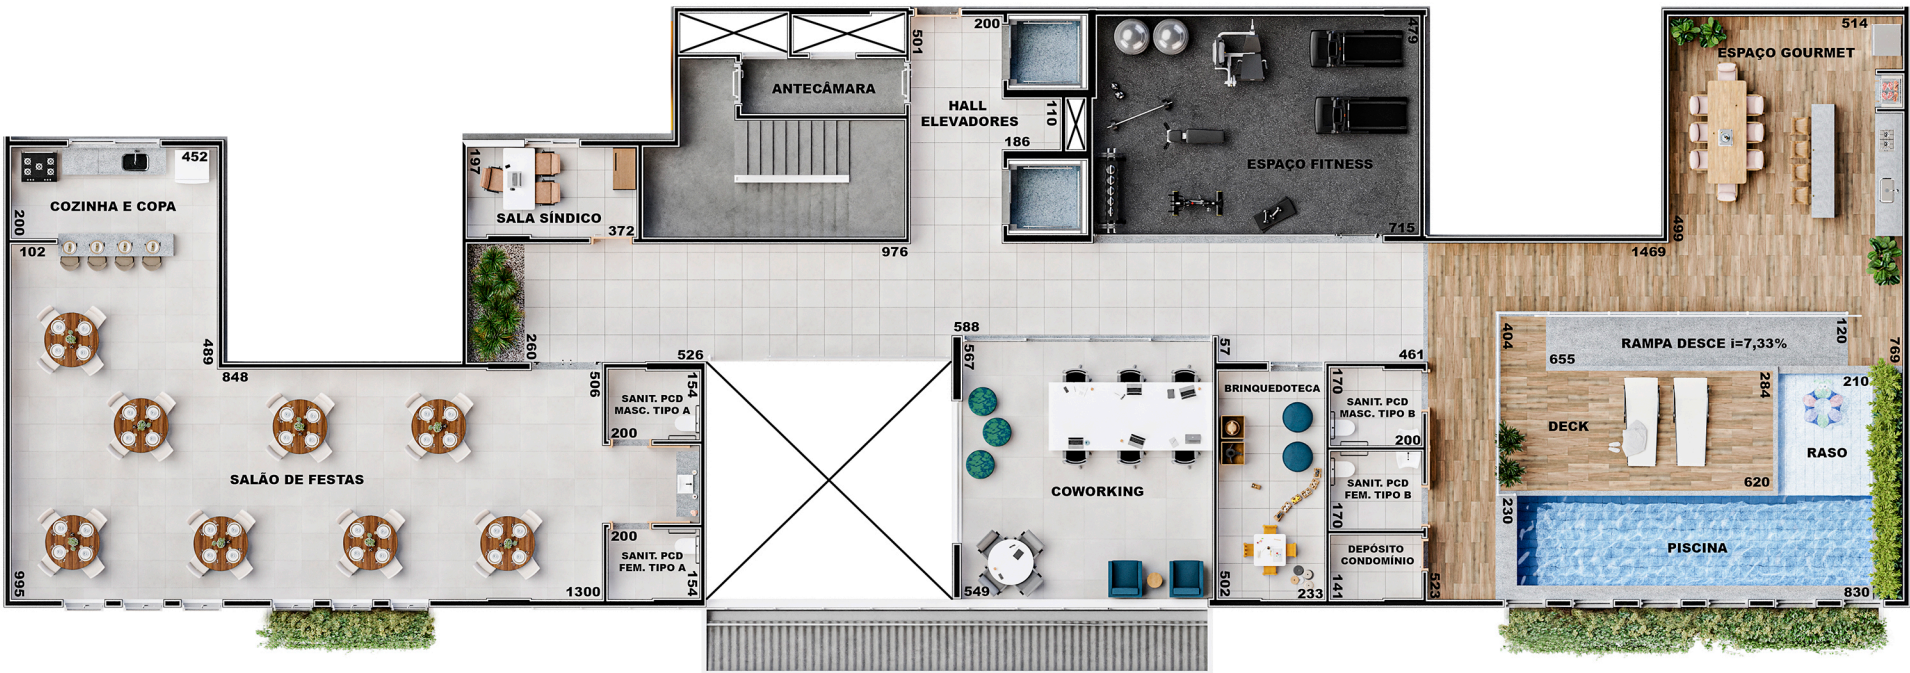 200
501
479
514
ESPAÇO GOURMET
ANTECÂMARA
HALL
ELEVADORES
110
186
ESPAÇO FITNESS
452
197
COZINHA E COPA
200
SALA SÍNDICO
372
715
499
102
976
1469
588
567
57
260
526
461
489
848
506
404
RAMPA DESCE i=7,33%
120
655
769
154
SANIT. PCD
MASC. TIPO A
200
BRINQUEDOTECA
170
SANIT. PCD
MASC. TIPO B
200
284
210
DECK
RASO
SALÃO DE FESTAS
COWORKING
SANIT. PCD
FEM. TIPO B
170
620
230
200
SANIT. PCD
FEM. TIPO A
154
DEPÓSITO
CONDOMÍNIO
PISCINA
995
1300
549
502
233
141
523
830